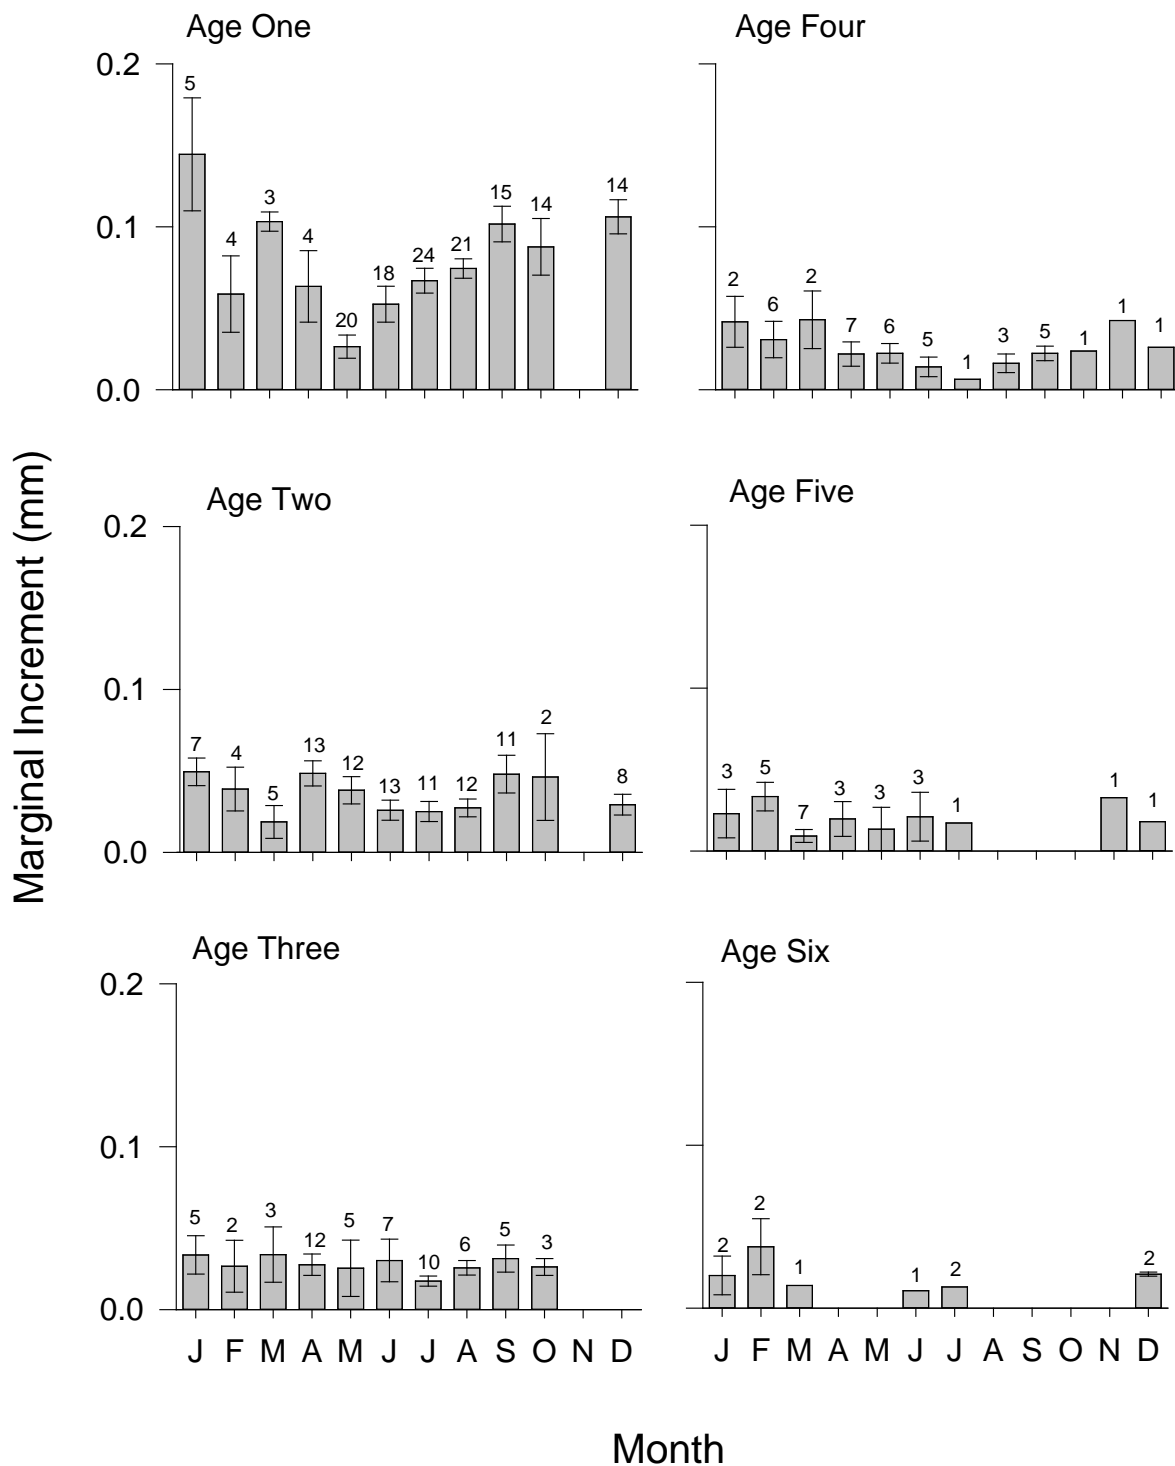 Age One
0.2
0.1
0.0
5 4 3 4 20 18 24 21 15 14 14
Age Four
2 6 2 7 6 5 1 3 5 1 1 1
Marginal Increment (mm)
Age Two
0.2
0.1
0.0
7 4 5 13 12 13 11 12 11 2 8
Age Five
3 5 7 3 3 3 1 1 1
Age Three
0.2
0.1
0.0
5 2 3 12 5 7 10 6 5 3
J F M A M J J A S O N D
Age Six
2 2 1 1 2 2
J F M A M J J A S O N D
Month